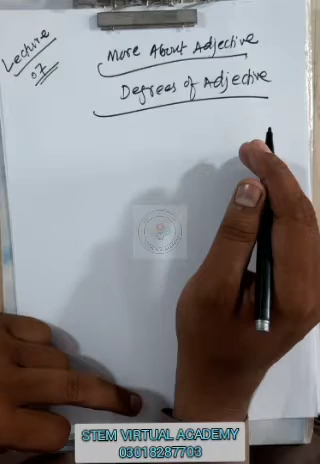 Lecture
07
More About Adjective
Degrees of Adjective
STEM VIRTUAL ACADEMY
03018287703